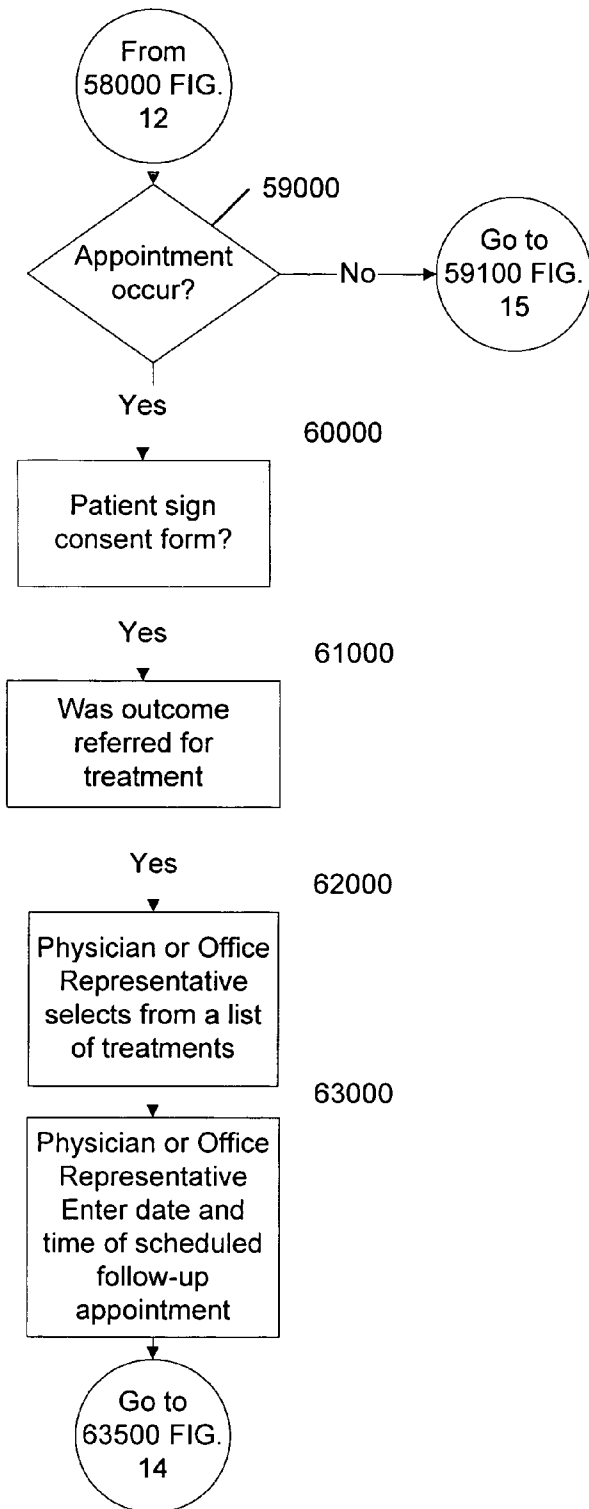 From
58000 FIG.
12
59000
Appointment
occur?
No
Go to
59100 FIG.
15
Yes
60000
Patient sign
consent form?
Yes
61000
Was outcome
referred for
treatment
Yes
62000
Physician or Office
Representative
selects from a list
of treatments
63000
Physician or Office
Representative
Enter date and
time of scheduled
follow-up
appointment
Go to
63500 FIG.
14